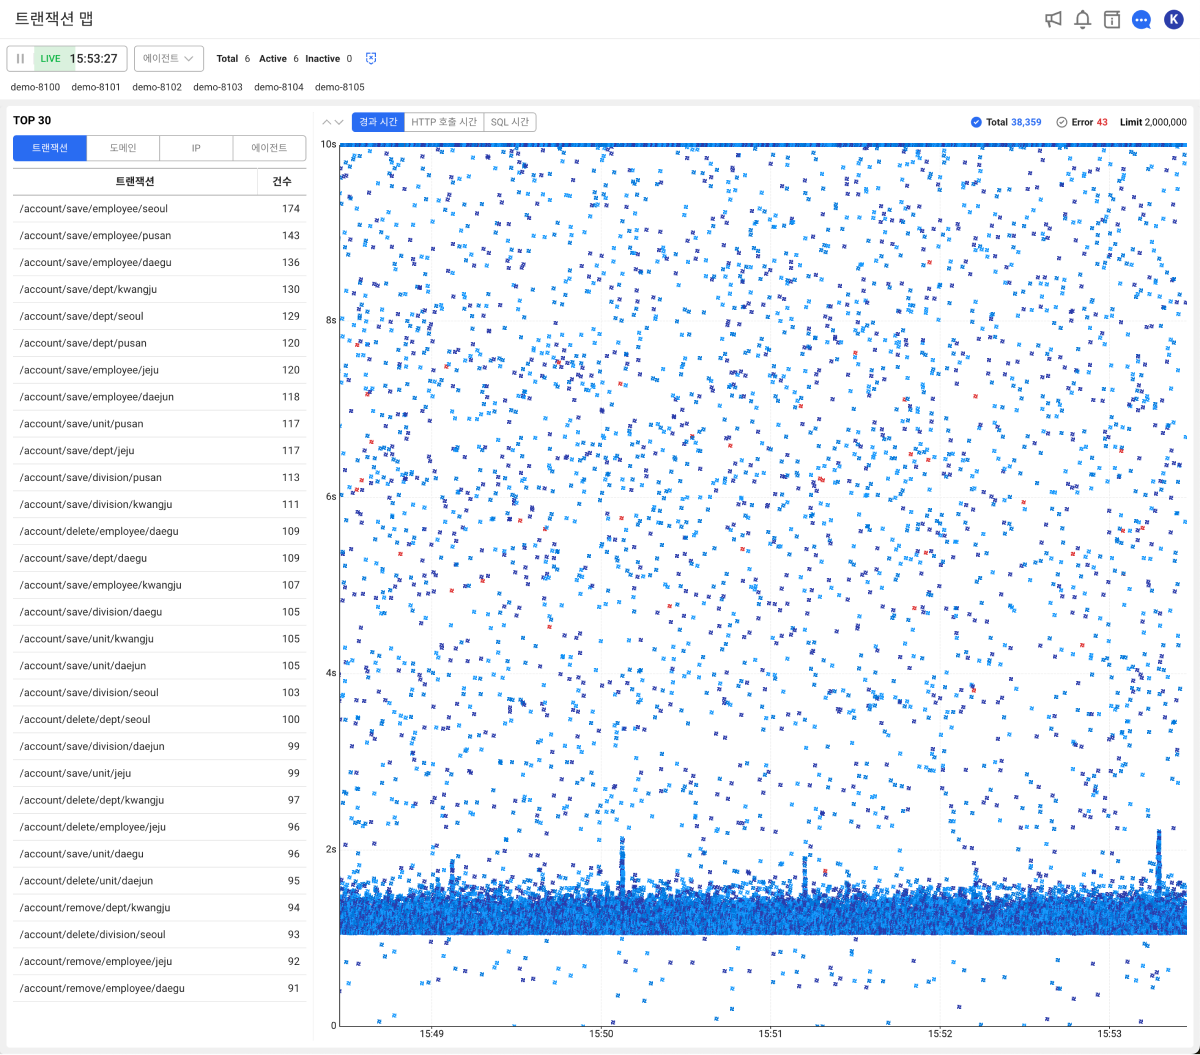 트랜잭션 맵
K
LIVE 15:53:27 에이전트 Total 6 Active 6 Inactive 0
demo-8100 demo-8101 demo-8102 demo-8103 demo-8104 demo-8105
TOP 30
트랜잭션 도메인 IP 에이전트
트랜잭션 건수
/account/save/employee/seoul 174
/account/save/employee/pusan 143
/account/save/employee/daegu 136
/account/save/dept/kwangju 130
/account/save/dept/seoul 129
/account/save/dept/pusan 120
/account/save/employee/jeju 120
/account/save/employee/daejun 118
/account/save/unit/pusan 117
/account/save/dept/jeju 117
/account/save/division/pusan 113
/account/save/division/kwangju 111
/account/delete/employee/daegu 109
/account/save/dept/daegu 109
/account/save/employee/kwangju 107
/account/save/division/daegu 105
/account/save/unit/kwangju 105
/account/save/unit/daejun 105
/account/save/division/seoul 103
/account/delete/dept/seoul 100
/account/save/division/daejun 99
/account/save/unit/jeju 99
/account/delete/dept/kwangju 97
/account/delete/employee/jeju 96
/account/save/unit/daegu 96
/account/delete/unit/daejun 95
/account/remove/dept/kwangju 94
/account/delete/division/seoul 93
/account/remove/employee/jeju 92
/account/remove/employee/daegu 91
경과 시간 HTTP 호출 시간 SQL 시간
Total 38,359 Error 43 Limit 2,000,000
10s
8s
6s
4s
2s
0
15:49 15:50 15:51 15:52 15:53